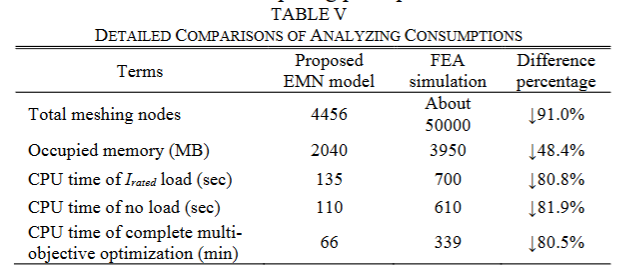 TABLE V
DETAILED COMPARISONS OF ANALYZING CONSUMPTIONS
Terms Proposed EMN model FEA simulation Difference percentage
Total meshing nodes 4456 About 50000 ↓91.0%
Occupied memory (MB) 2040 3950 ↓48.4%
CPU time of Irated load (sec) 135 700 ↓80.8%
CPU time of no load (sec) 110 610 ↓81.9%
CPU time of complete multi-
objective optimization (min) 66 339 ↓80.5%